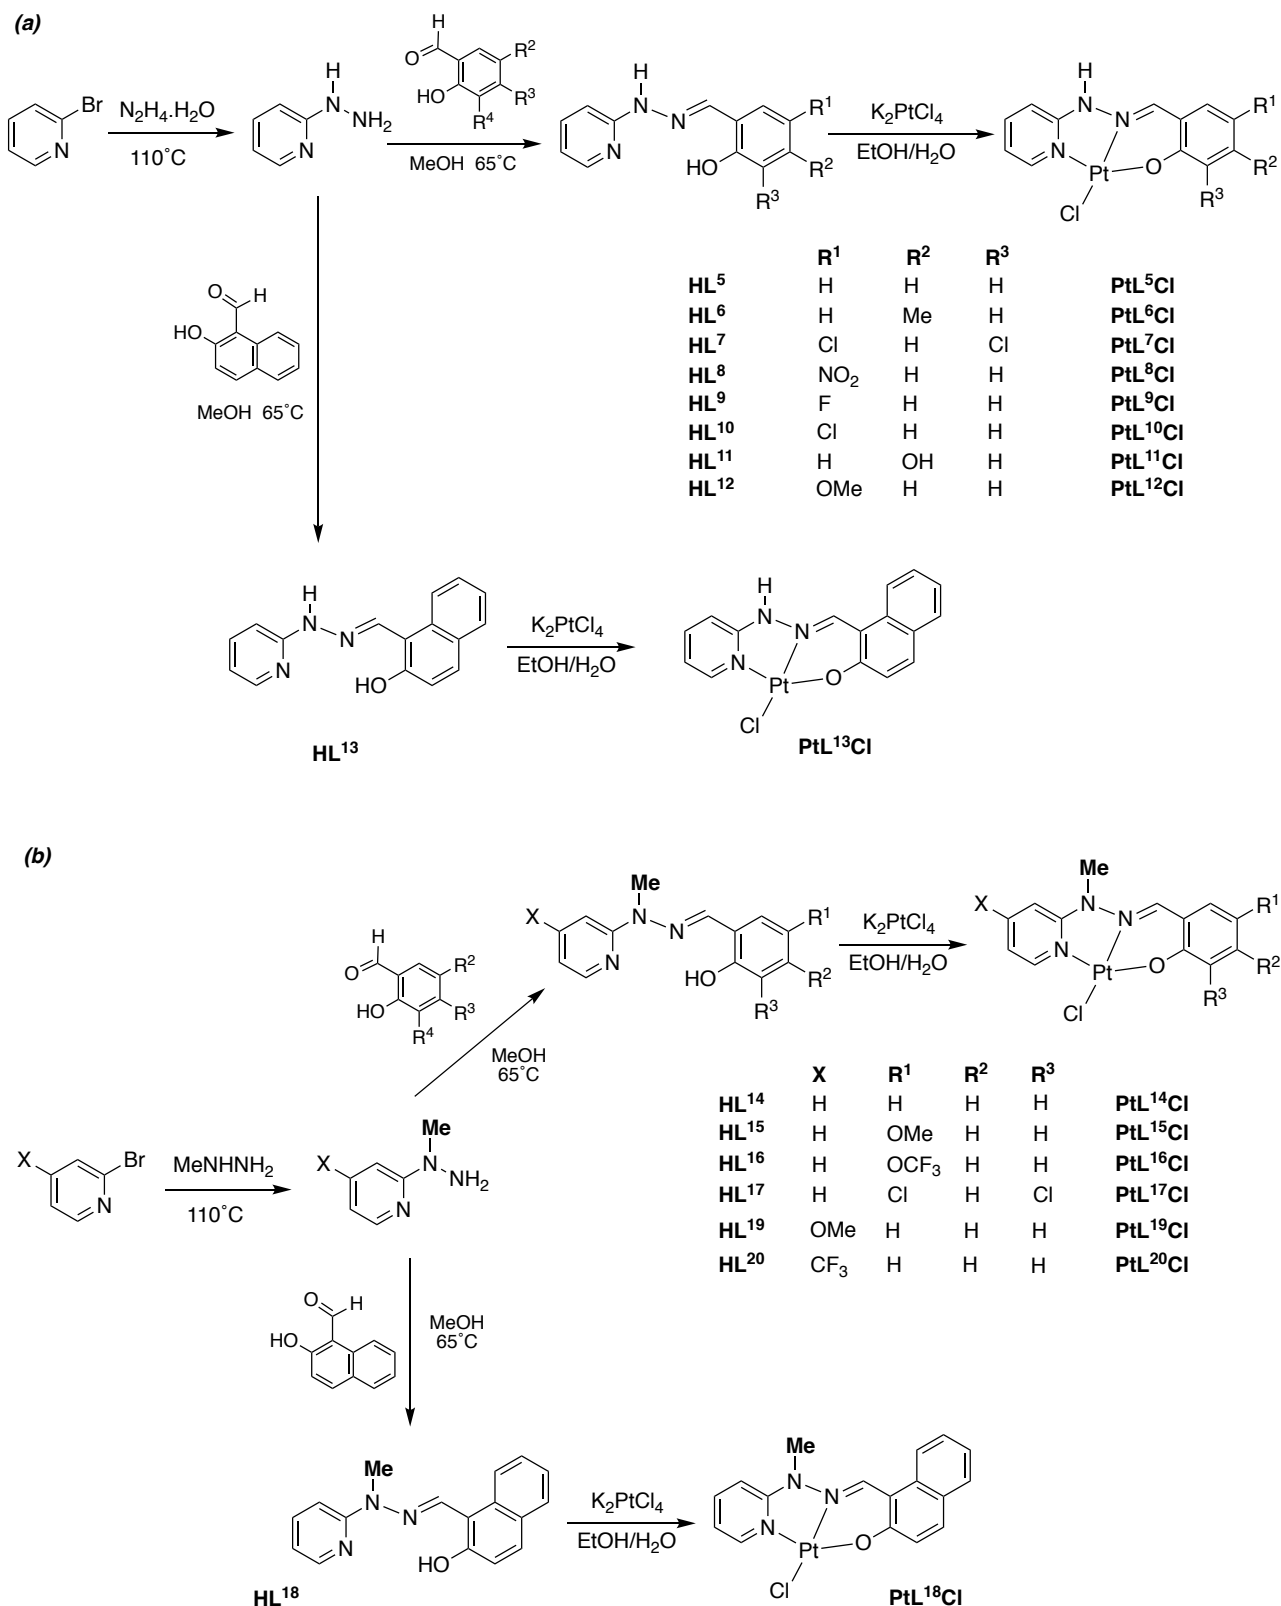 (a)
Br
N
N₂H₄.H₂O
110°C
H
N
NH₂
N
H
O
R²
HO
R³
R⁴
MeOH 65°C
H
N
N
N
R¹
HO
R²
R³
K₂PtCl₄
EtOH/H₂O
H
N
N
R¹
N
Pt
O
R²
Cl
R³
R¹ R² R³
HL⁵ H H H PtL⁵Cl
HL⁶ H Me H PtL⁶Cl
HL⁷ Cl H Cl PtL⁷Cl
HL⁸ NO₂ H H PtL⁸Cl
HL⁹ F H H PtL⁹Cl
HL¹⁰ Cl H H PtL¹⁰Cl
HL¹¹ H OH H PtL¹¹Cl
HL¹² OMe H H PtL¹²Cl
O
H
HO
MeOH 65°C
H
N
N
N
HO
HL¹³
K₂PtCl₄
EtOH/H₂O
H
N
N
N
Pt
O
Cl
PtL¹³Cl
(b)
X
Br
N
MeNHNH₂
110°C
Me
X
N
NH₂
N
H
O
R²
HO
R³
R⁴
MeOH
65°C
Me
X
N
N
N
R¹
HO
R²
R³
K₂PtCl₄
EtOH/H₂O
Me
X
N
N
R¹
N
Pt
O
R²
Cl
R³
X R¹ R² R³
HL¹⁴ H H H H PtL¹⁴Cl
HL¹⁵ H OMe H H PtL¹⁵Cl
HL¹⁶ H OCF₃ H H PtL¹⁶Cl
HL¹⁷ H Cl H Cl PtL¹⁷Cl
HL¹⁹ OMe H H H PtL¹⁹Cl
HL²⁰ CF₃ H H H PtL²⁰Cl
O
H
HO
MeOH
65°C
Me
N
N
N
HO
HL¹⁸
K₂PtCl₄
EtOH/H₂O
Me
N
N
N
Pt
O
Cl
PtL¹⁸Cl